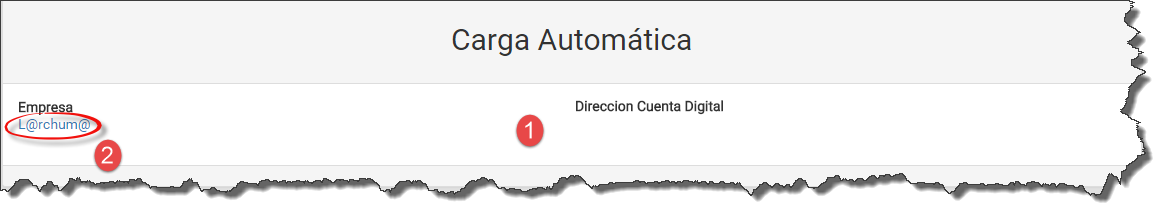 Carga Automática
Empresa
Direccion Cuenta Digital
L@rchum@
1
2